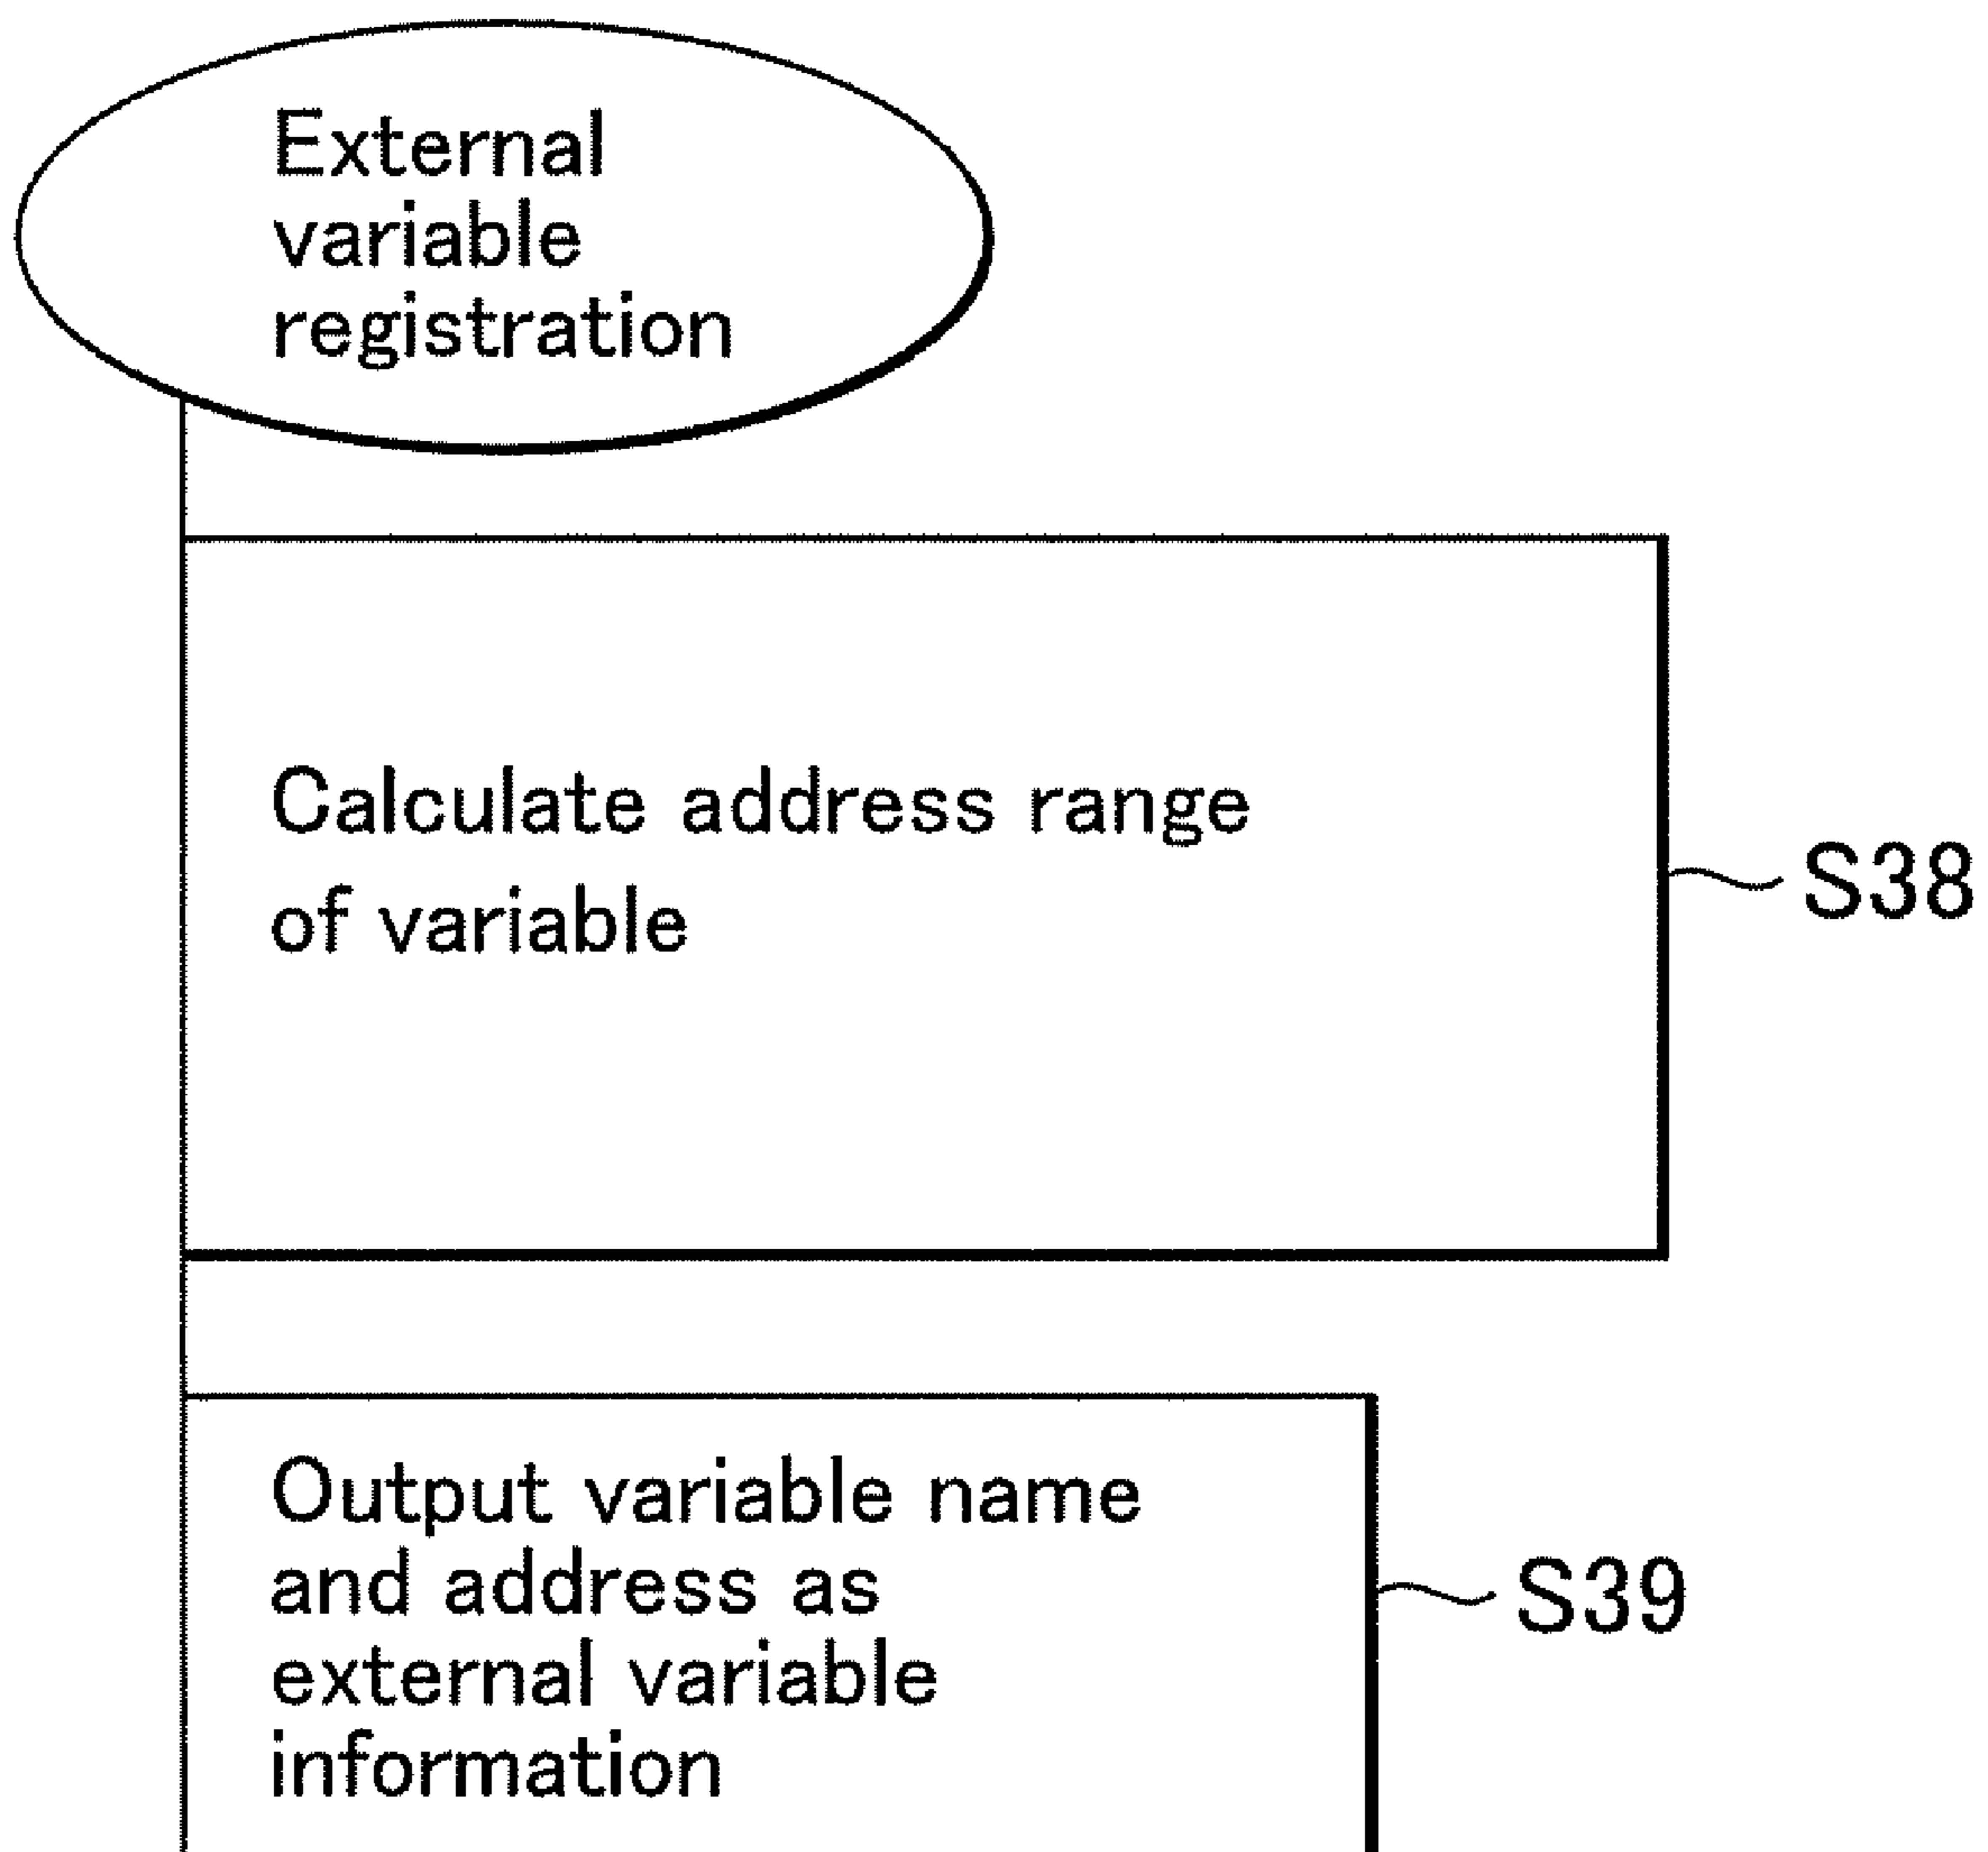 External
variable
registration
Calculate address range
of variable
S38
Output variable name
and address as
external variable
information
S39